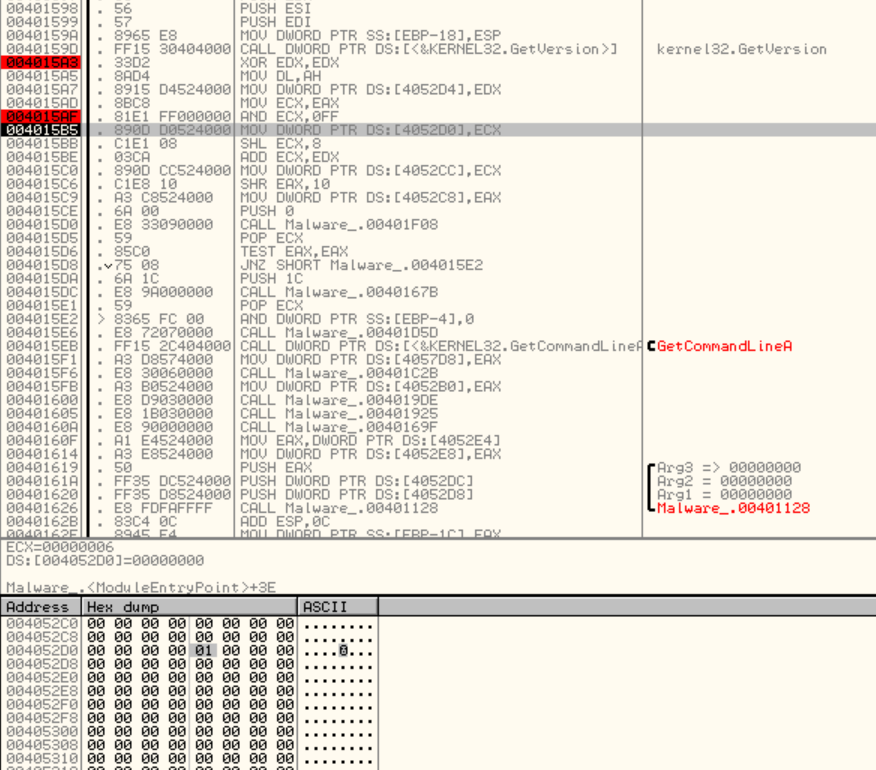 00401598 . 56 PUSH ESI
00401599 . 57 PUSH EDI
0040159A . 8965 E8 MOV DWORD PTR SS:[EBP-18],ESP
0040159D . FF15 30404000 CALL DWORD PTR DS:[<&KERNEL32.GetVersion>] kernel32.GetVersion
004015A3 . 33D2 XOR EDX,EDX
004015A5 . 8AD4 MOV DL,AH
004015A7 . 8915 D4524000 MOV DWORD PTR DS:[4052D4],EDX
004015AD . 8BC8 MOV ECX,EAX
004015AF . 81E1 FF000000 AND ECX,0FF
004015B5 . 890D D0524000 MOV DWORD PTR DS:[4052D0],ECX
004015BB . C1E1 08 SHL ECX,8
004015BE . 03CA ADD ECX,EDX
004015C0 . 890D CC524000 MOV DWORD PTR DS:[4052CC],ECX
004015C6 . C1E8 10 SHR EAX,10
004015C9 . A3 C8524000 MOV DWORD PTR DS:[4052C8],EAX
004015CE . 6A 00 PUSH 0
004015D0 . E8 33090000 CALL Malware_.00401F08
004015D5 . 59 POP ECX
004015D6 . 85C0 TEST EAX,EAX
004015D8 .v75 08 JNZ SHORT Malware_.004015E2
004015DA . 6A 1C PUSH 1C
004015DC . E8 9A000000 CALL Malware_.0040167B
004015E1 . 59 POP ECX
004015E2 > 8365 FC 00 AND DWORD PTR SS:[EBP-4],0
004015E6 . E8 72070000 CALL Malware_.00401D5D
004015EB . FF15 2C404000 CALL DWORD PTR DS:[<&KERNEL32.GetCommandLineA GetCommandLineA
004015F1 . A3 D8574000 MOV DWORD PTR DS:[4057D8],EAX
004015F6 . E8 30060000 CALL Malware_.00401C2B
004015FB . A3 B0524000 MOV DWORD PTR DS:[4052B0],EAX
00401600 . E8 D9030000 CALL Malware_.004019DE
00401605 . E8 1B030000 CALL Malware_.00401925
0040160A . E8 90000000 CALL Malware_.0040169F
0040160F . A1 E4524000 MOV EAX,DWORD PTR DS:[4052E4]
00401614 . A3 E8524000 MOV DWORD PTR DS:[4052E8],EAX
00401619 . 50 PUSH EAX Arg3 => 00000000
0040161A . FF35 DC524000 PUSH DWORD PTR DS:[4052DC] Arg2 = 00000000
00401620 . FF35 D8524000 PUSH DWORD PTR DS:[4052D8] Arg1 = 00000000
00401626 . E8 FDFAFFFF CALL Malware_.00401128 Malware_.00401128
0040162B . 83C4 0C ADD ESP,0C
0040162E . 8945 E4 MOV DWORD PTR SS:[EBP-1C],EAX
ECX=00000006
DS:[004052D0]=00000000
Malware_.<ModuleEntryPoint>+3E
Address Hex dump ASCII
004052C0 00 00 00 00 00 00 00 00 ........
004052C8 00 00 00 00 00 00 00 00 ........
004052D0 00 00 00 00 01 00 00 00 ....0...
004052D8 00 00 00 00 00 00 00 00 ........
004052E0 00 00 00 00 00 00 00 00 ........
004052E8 00 00 00 00 00 00 00 00 ........
004052F0 00 00 00 00 00 00 00 00 ........
004052F8 00 00 00 00 00 00 00 00 ........
00405300 00 00 00 00 00 00 00 00 ........
00405308 00 00 00 00 00 00 00 00 ........
00405310 00 00 00 00 00 00 00 00 ........